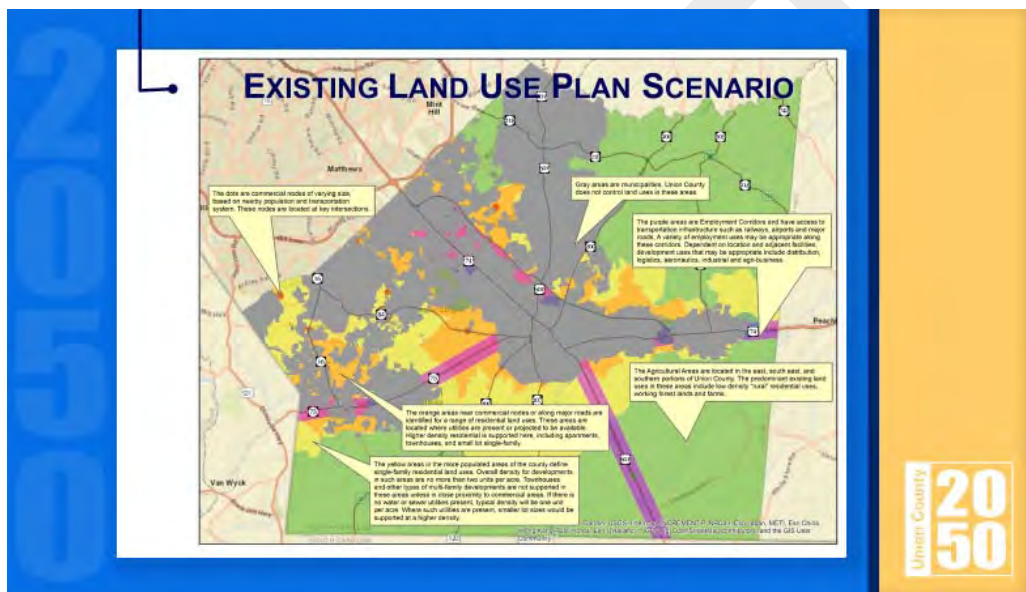 2050
EXISTING LAND USE PLAN SCENARIO
Mint
Hill
Matthews
The dots are commercial nodes of varying size,
based on nearby population and transportation
system. These nodes are located at key intersections.
Gray areas are municipalities, Union County
does not control land uses in these areas
The purple areas are Employment Corridors and have access to
transportation infrastructure such as railways, airports and major
roads. A variety of employment uses may be appropriate along
these corridors. Dependent on location and adjacent facilities,
development uses that may be appropriate include distribution,
logistics, aeronautics, industrial and agri-business.
The Agricultural Areas are located in the east, south east, and
southern portions of Union County. The predominant existing land
uses in these areas include low density "rural" residential uses,
working forest lands and farms.
The orange areas near commercial nodes or along major roads are
identified for a range of residential land uses. These areas are
located where utilities are present or projected to be available.
Higher density residential is supported here, including apartments,
townhouses, and small lot single-family.
The yellow areas in the more populated areas of the county define
single-family residential land uses. Overall density for developments
in such areas are no more than two units per acre. Townhouses
and other types of multi-family developments are not supported in
these areas unless in close proximity to commercial areas. If there is
no water or sewer utilities present, typical density will be one unit
per acre. Where such utilities are present, smaller lot sizes would be
supported at a higher density.
Van Wyck
74
75
84
16
and the GIS User
Community
Union County
20
50